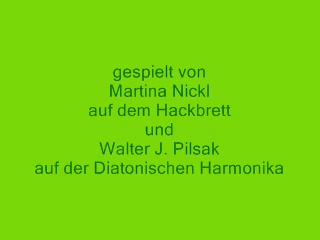 gespielt von
Martina Nickl
auf dem Hackbrett
und
Walter J. Pilsak
auf der Diatonischen Harmonika